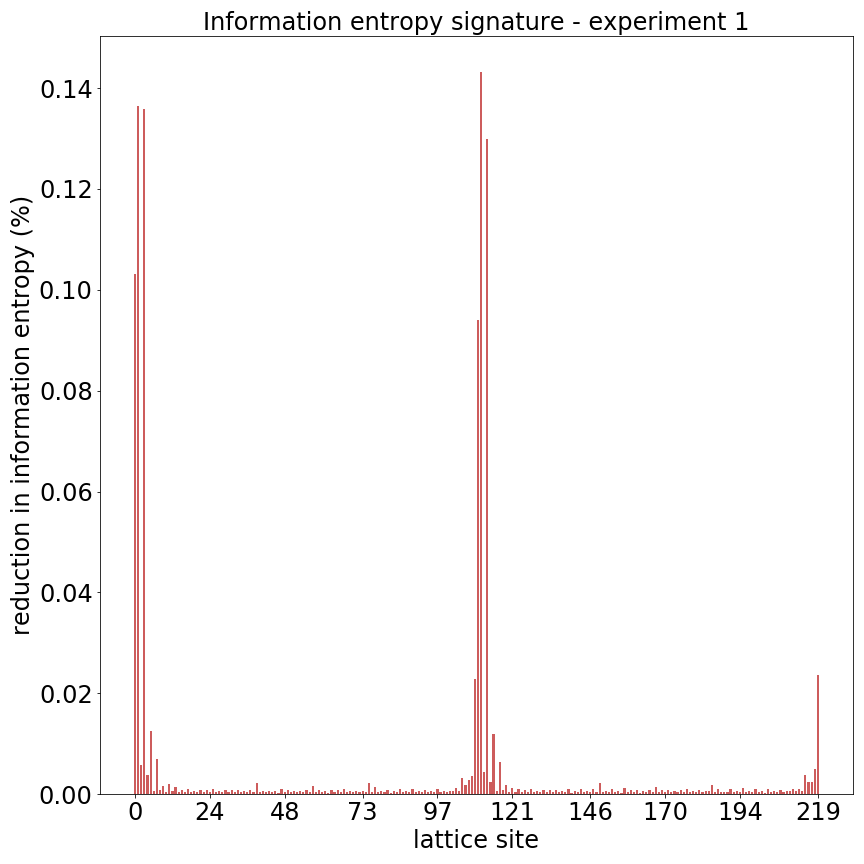 Information entropy signature - experiment 1
reduction in information entropy (%)
0.14
0.12
0.10
0.08
0.06
0.04
0.02
0.00
0 24 48 73 97 121 146 170 194 219
lattice site